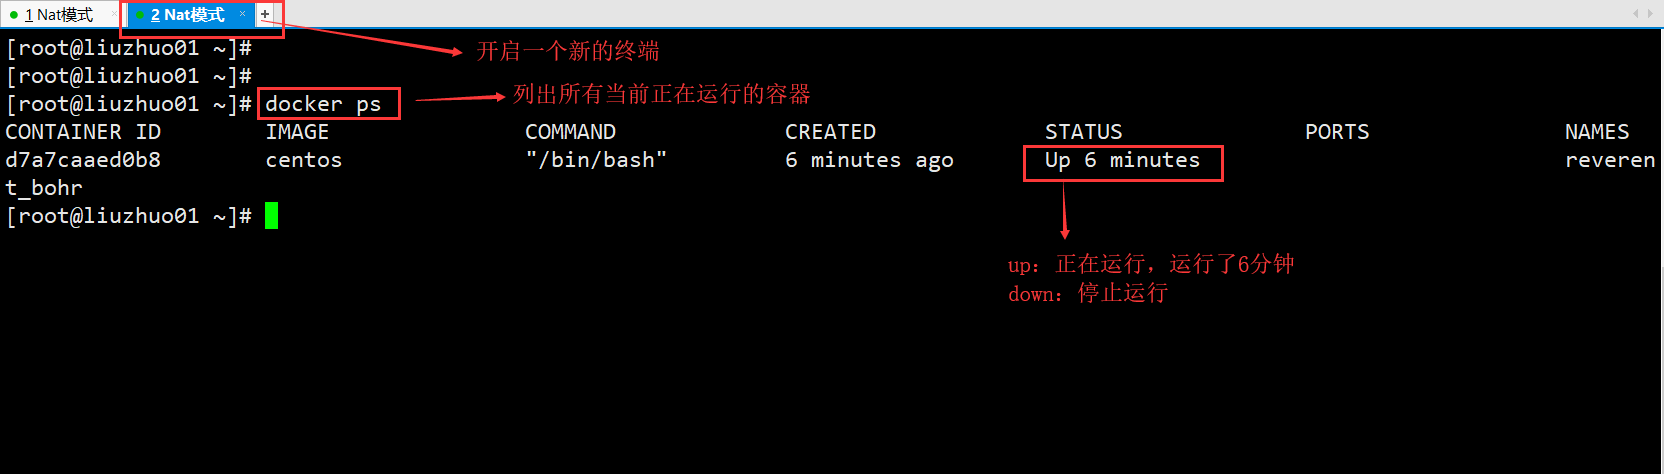 1 Nat模式 × 2 Nat模式 × +
[root@liuzhuo01 ~]# 开启一个新的终端
[root@liuzhuo01 ~]#
[root@liuzhuo01 ~]# docker ps 列出所有当前正在运行的容器
CONTAINER ID IMAGE COMMAND CREATED STATUS PORTS NAMES
d7a7caaed0b8 centos "/bin/bash" 6 minutes ago Up 6 minutes reveren
t_bohr
[root@liuzhuo01 ~]#
up：正在运行，运行了6分钟
down：停止运行